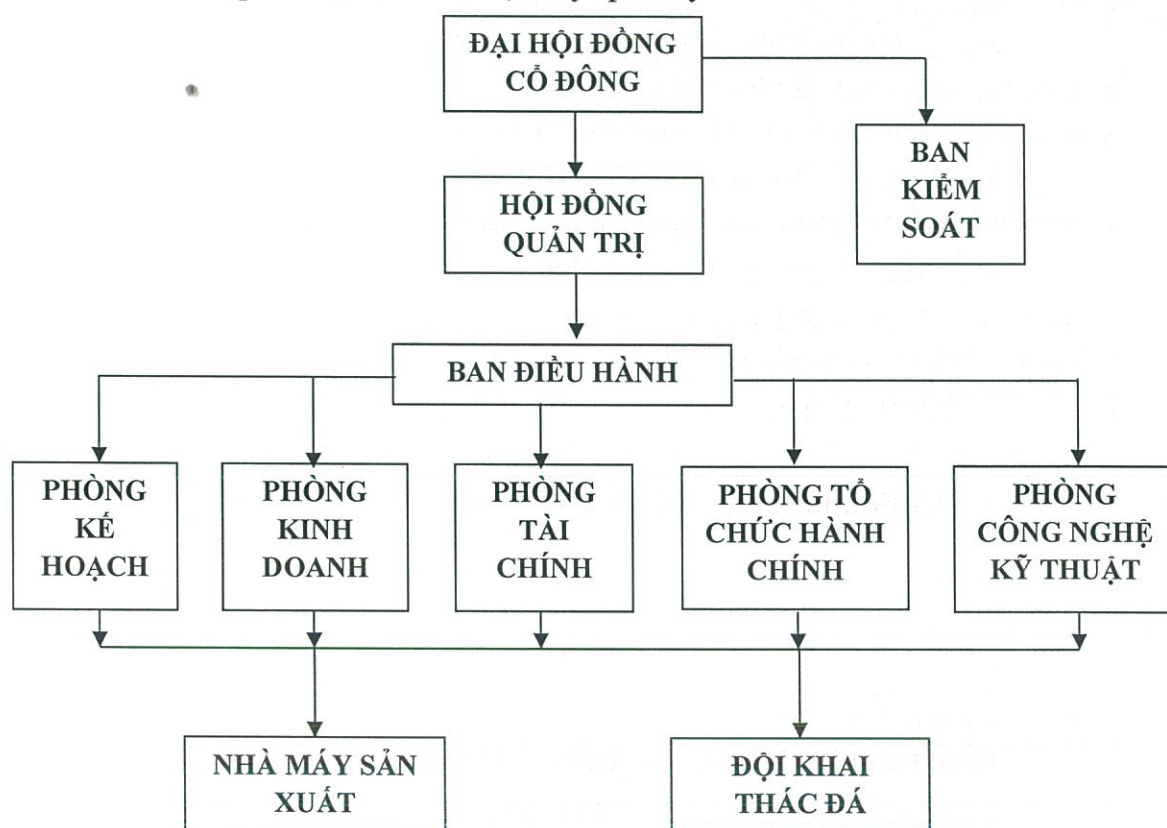 ĐẠI HỘI ĐỒNG
CỔ ĐÔNG
BAN
KIỂM
SOÁT
HỘI ĐỒNG
QUẢN TRỊ
BAN ĐIỀU HÀNH
PHÒNG
KẾ
HOẠCH
PHÒNG
KINH
DOANH
PHÒNG
TÀI
CHÍNH
PHÒNG TỔ
CHỨC HÀNH
CHÍNH
PHÒNG
CÔNG NGHỆ
KỸ THUẬT
NHÀ MÁY SẢN
XUẤT
ĐỘI KHAI
THÁC ĐÁ